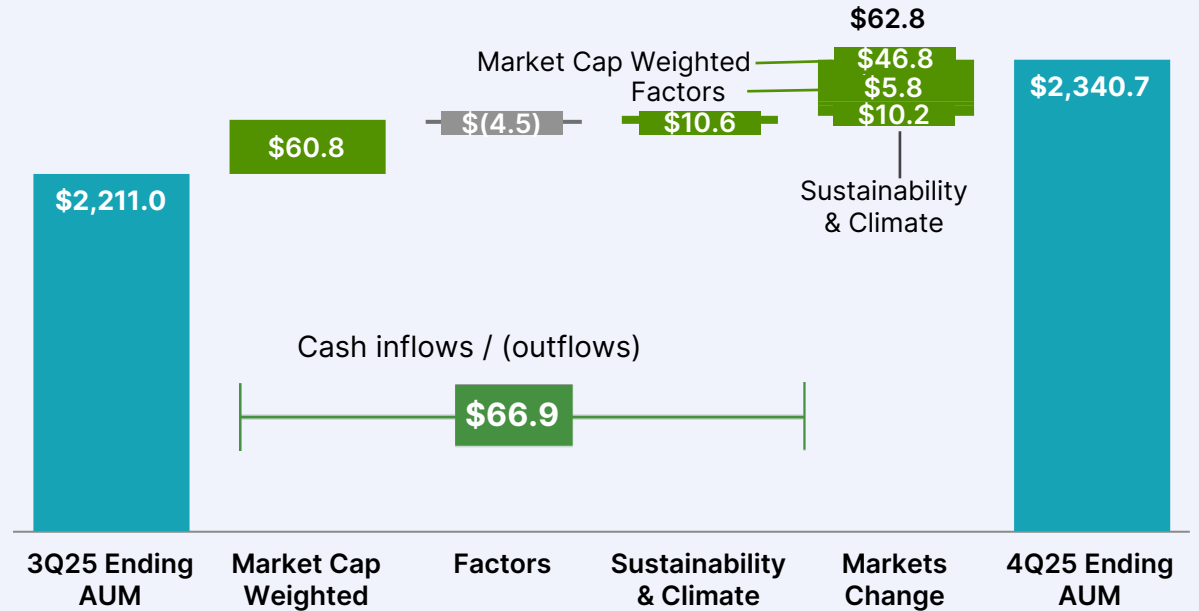 $62.8
Market Cap Weighted
$46.8
Factors
$5.8
$10.2
Sustainability
& Climate
$2,211.0
$60.8
$(4.5)
$10.6
$2,340.7
Cash inflows / (outflows)
$66.9
3Q25 Ending
AUM
Market Cap
Weighted
Factors
Sustainability
& Climate
Markets
Change
4Q25 Ending
AUM